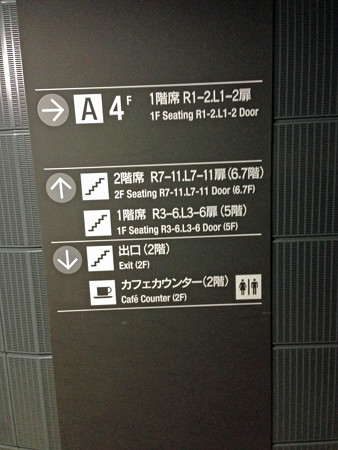 A 4F 1階席 R1-2.L1-2扉
1F Seating R1-2.L1-2 Door
2階席 R7-11.L7-11扉(6.7階)
2F Seating R7-11.L7-11 Door (6.7F)
1階席 R3-6.L3-6扉(5階)
1F Seating R3-6.L3-6 Door (5F)
出口(2階)
Exit (2F)
カフェカウンター(2階)
Café Counter (2F)